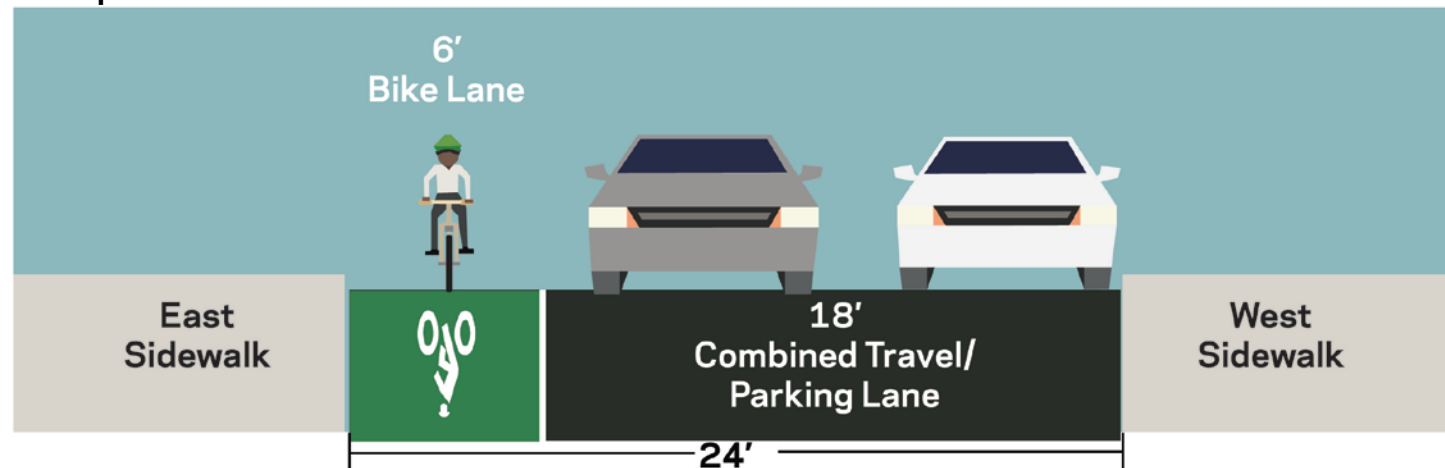 6′
Bike Lane
East
Sidewalk
18′
Combined Travel/
Parking Lane
West
Sidewalk
24′